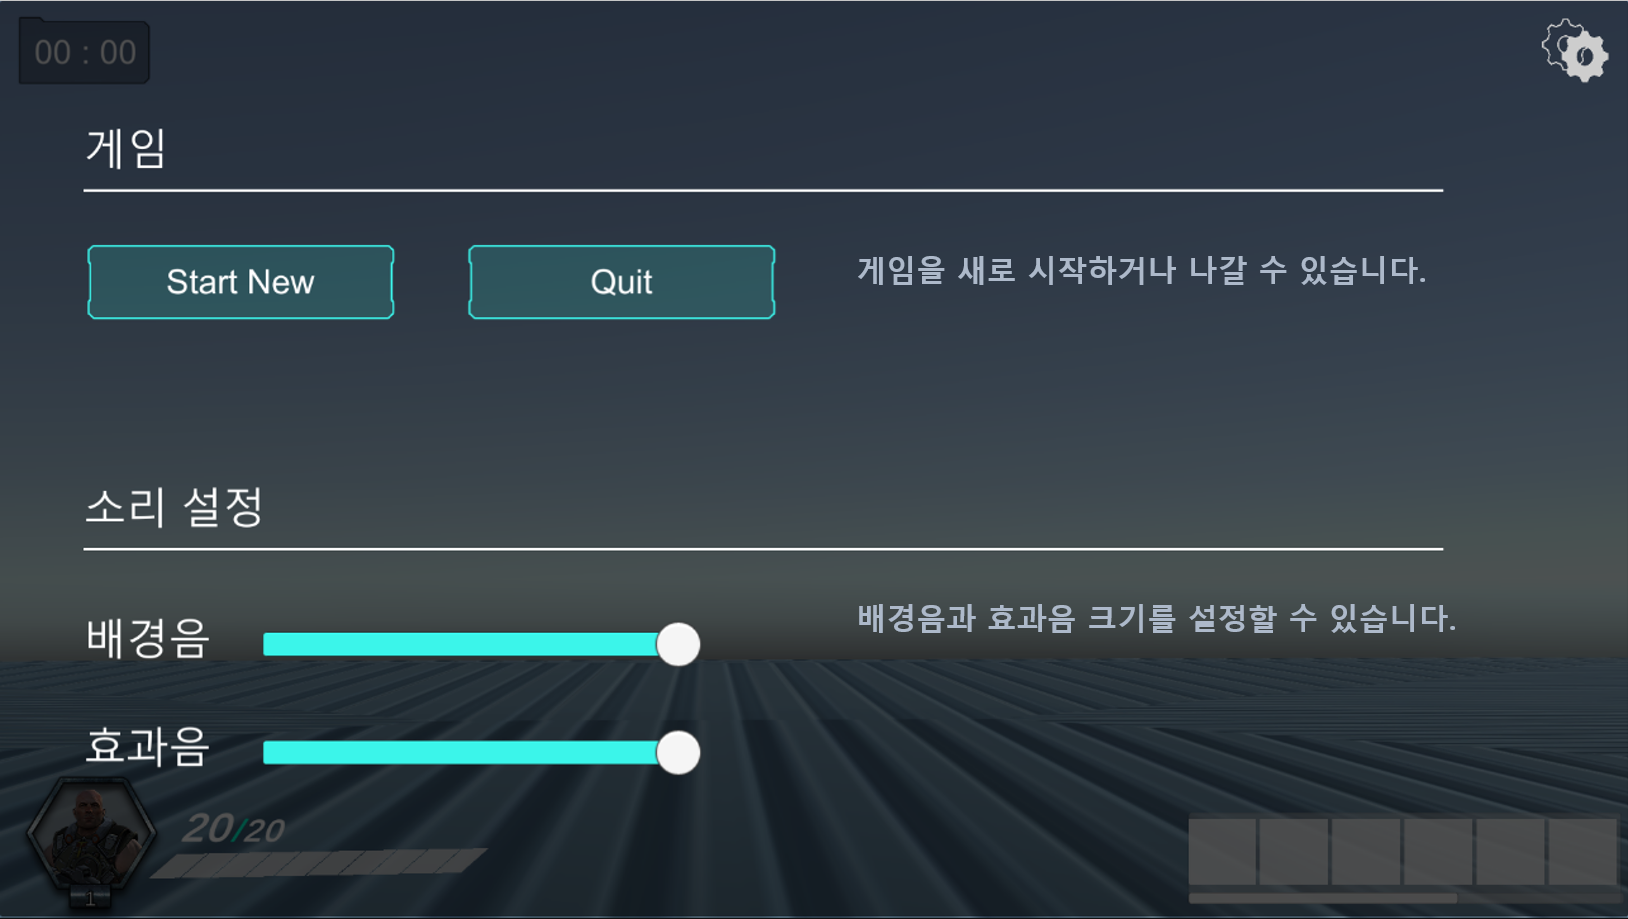 00 : 00
게임
Start New
Quit
게임을 새로 시작하거나 나갈 수 있습니다.
소리 설정
배경음
배경음과 효과음 크기를 설정할 수 있습니다.
효과음
20/20
1